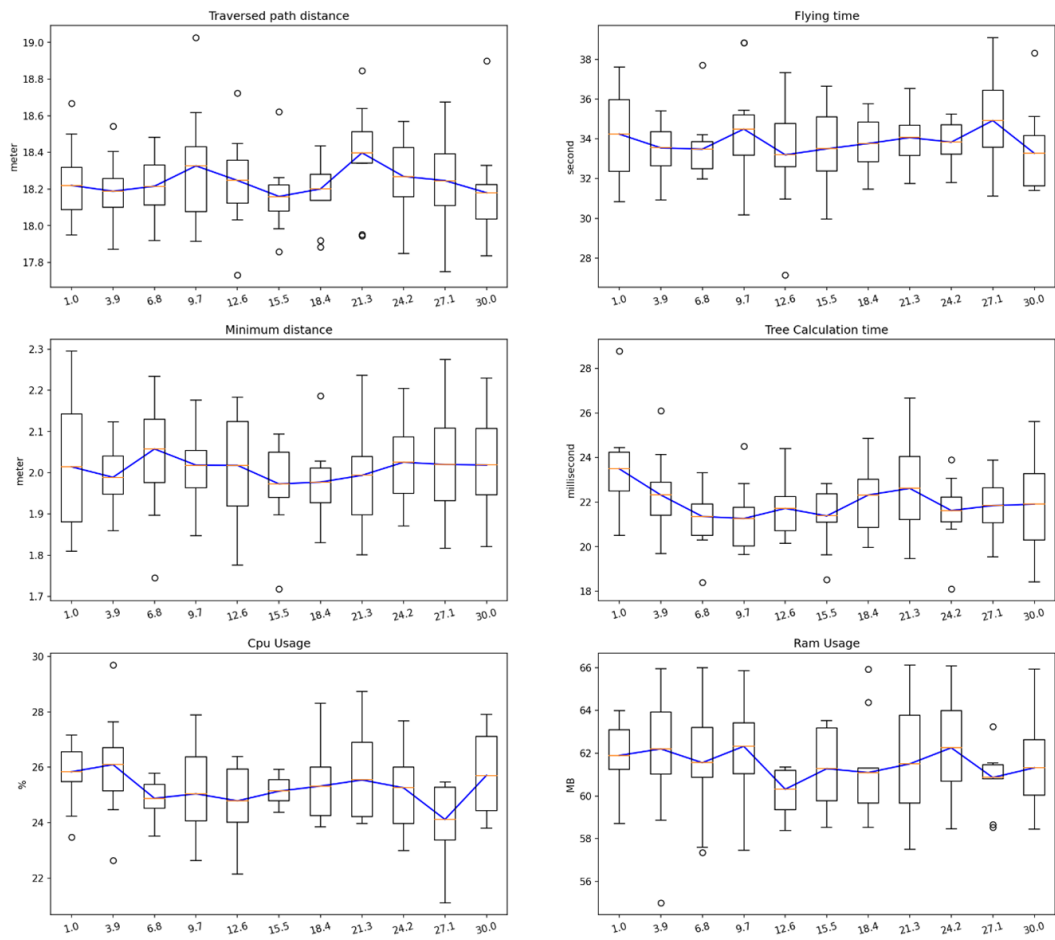 Traversed path distance
19.0
18.8
18.6
18.4
18.2
18.0
17.8
meter
1.0 3.9 6.8 9.7 12.6 15.5 18.4 21.3 24.2 27.1 30.0
Flying time
38
36
34
32
30
28
second
1.0 3.9 6.8 9.7 12.6 15.5 18.4 21.3 24.2 27.1 30.0
Minimum distance
2.3
2.2
2.1
2.0
1.9
1.8
1.7
meter
1.0 3.9 6.8 9.7 12.6 15.5 18.4 21.3 24.2 27.1 30.0
Tree Calculation time
28
26
24
22
20
18
millisecond
1.0 3.9 6.8 9.7 12.6 15.5 18.4 21.3 24.2 27.1 30.0
Cpu Usage
30
28
26
24
22
%
1.0 3.9 6.8 9.7 12.6 15.5 18.4 21.3 24.2 27.1 30.0
Ram Usage
66
64
62
60
58
56
MB
1.0 3.9 6.8 9.7 12.6 15.5 18.4 21.3 24.2 27.1 30.0